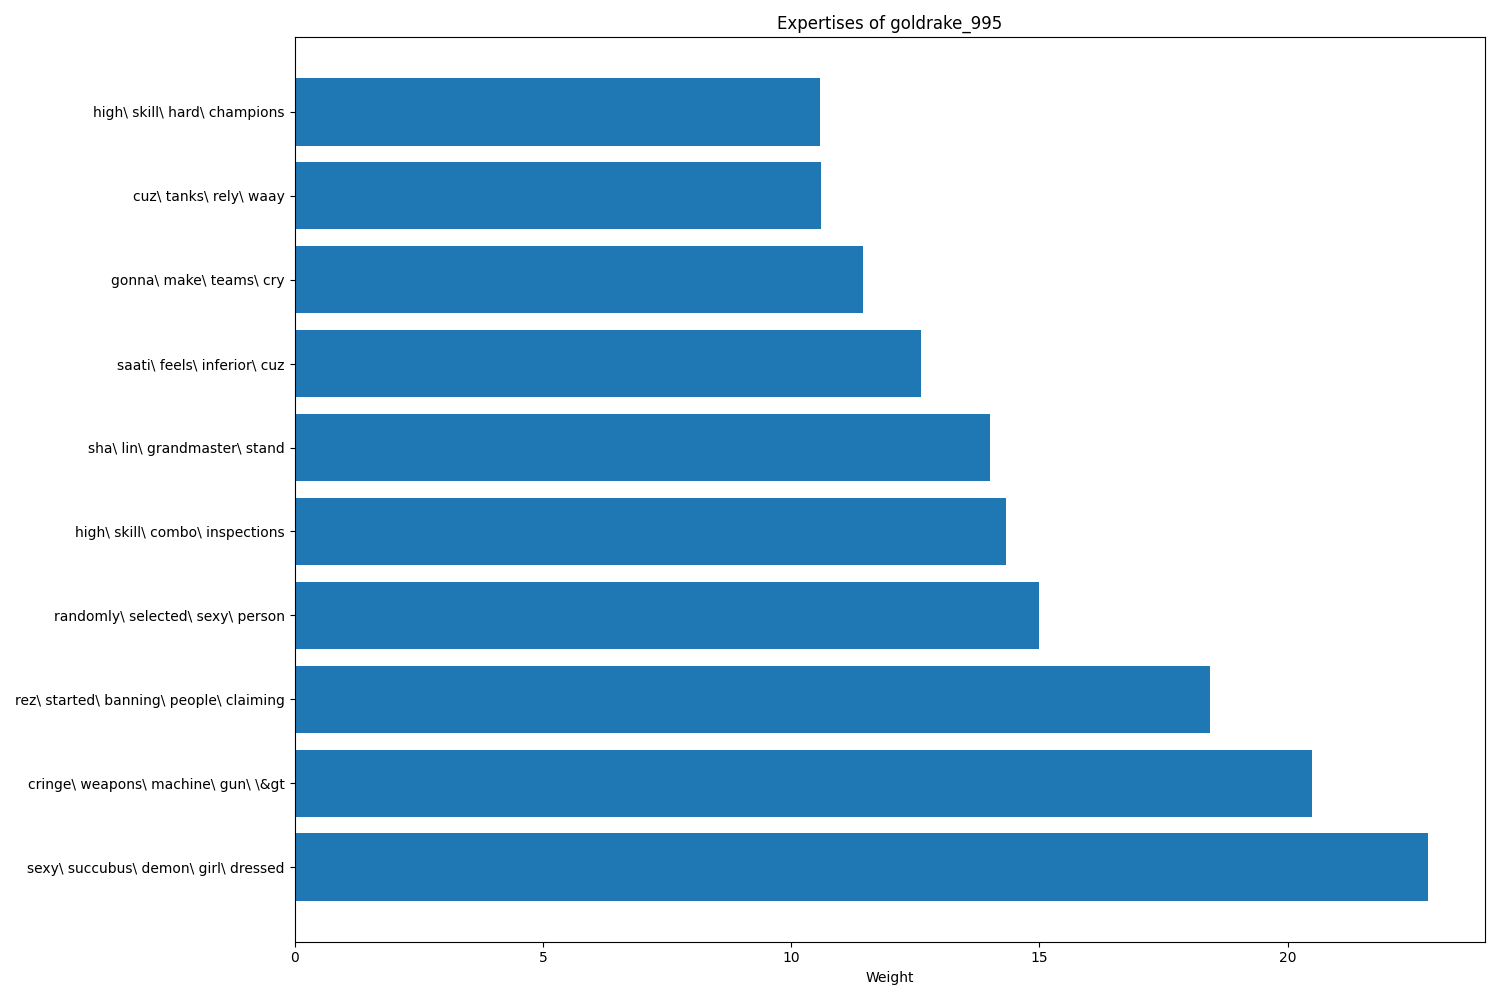 Expertises of goldrake_995
high\ skill\ hard\ champions
cuz\ tanks\ rely\ waay
gonna\ make\ teams\ cry
saati\ feels\ inferior\ cuz
sha\ lin\ grandmaster\ stand
high\ skill\ combo\ inspections
randomly\ selected\ sexy\ person
rez\ started\ banning\ people\ claiming
cringe\ weapons\ machine\ gun\ \&gt
sexy\ succubus\ demon\ girl\ dressed
0 5 10 15 20
Weight